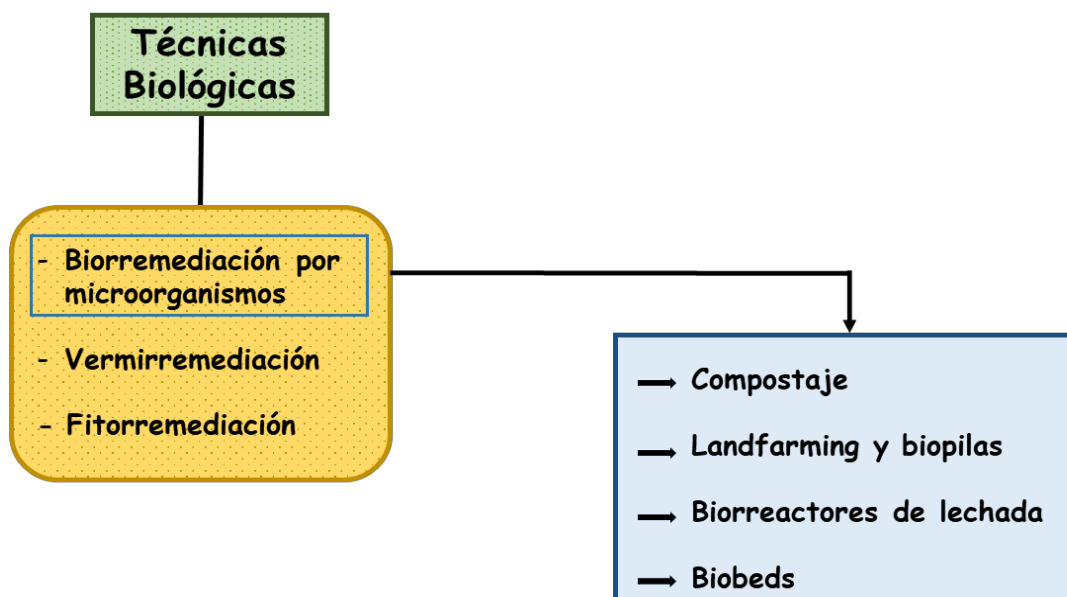 Técnicas
Biológicas
- Biorremediación por
microorganismos
- Vermirremediación
- Fitorremediación
Compostaje
Landfarming y biopilas
Biorreactores de lechada
Biobeds